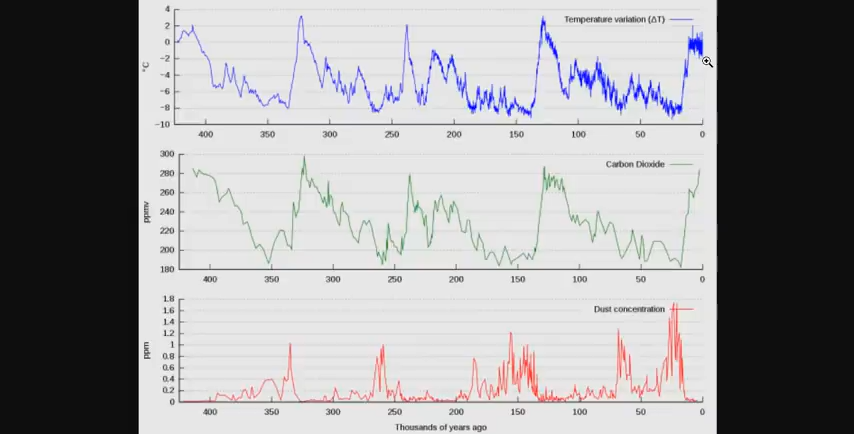 Temperature variation (ΔT)
°C
4
2
0
−2
−4
−6
−8
−10
400 350 300 250 200 150 100 50 0
Carbon Dioxide
ppmv
300
280
260
240
220
200
180
400 350 300 250 200 150 100 50 0
Dust concentration
ppm
1.8
1.6
1.4
1.2
1
0.8
0.6
0.4
0.2
0
400 350 300 250 200 150 100 50 0
Thousands of years ago